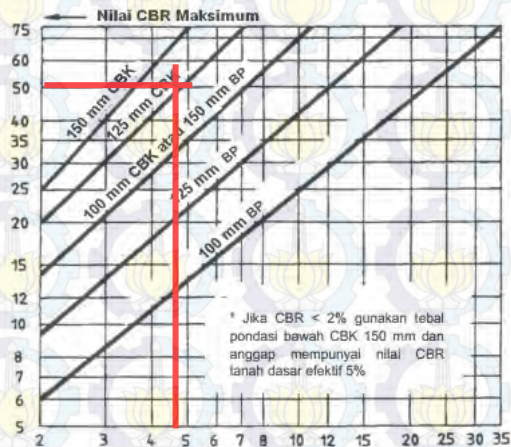 Nilai CBR Maksimum
75
60
50
40
35
30
25
20
15
12
10
8
7
6
5
150 mm CBK
125 mm CBK
100 mm CBK atau 150 mm BP
125 mm BP
100 mm BP
* Jika CBR < 2% gunakan tebal
pondasi bawah CBK 150 mm dan
anggap mempunyai nilai CBR
tanah dasar efektif 5%
2 3 4 5 6 7 8 10 12 15 20 25 30 35